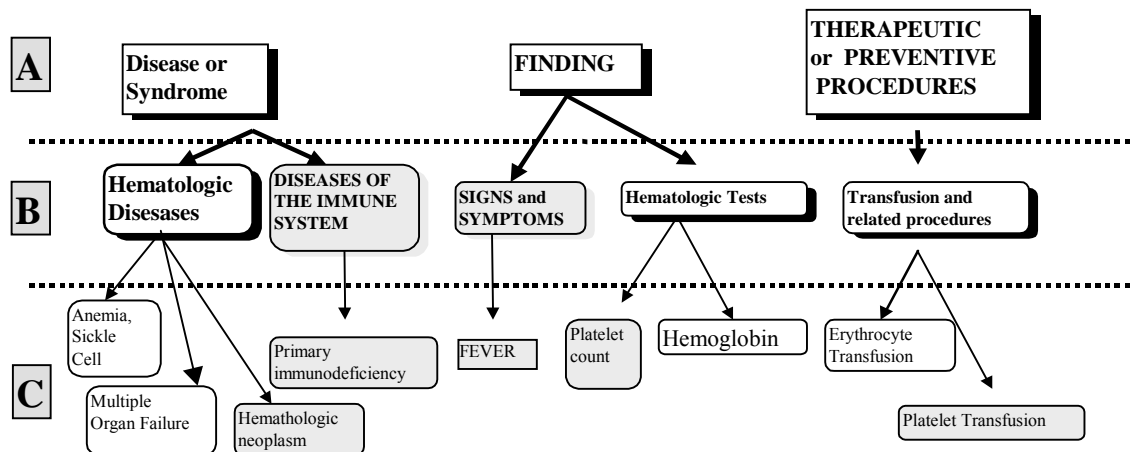 A
Disease or
Syndrome
FINDING
THERAPEUTIC
or PREVENTIVE
PROCEDURES
B
Hematologic
Disesases
DISEASES OF
THE IMMUNE
SYSTEM
SIGNS and
SYMPTOMS
Hematologic Tests
Transfusion and
related procedures
C
Anemia,
Sickle
Cell
Multiple
Organ Failure
Hemathologic
neoplasm
Primary
immunodeficiency
FEVER
Platelet
count
Hemoglobin
Erythrocyte
Transfusion
Platelet Transfusion